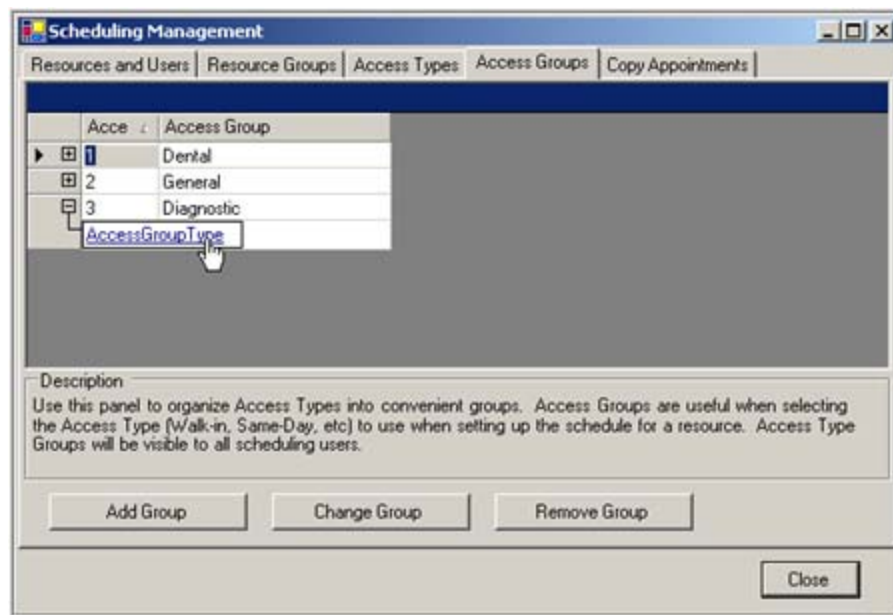 Scheduling Management
Resources and Users Resource Groups Access Types Access Groups Copy Appointments
Acce Access Group
1 Dental
2 General
3 Diagnostic
AccessGroupType
Description
Use this panel to organize Access Types into convenient groups. Access Groups are useful when selecting
the Access Type (Walk-in, Same-Day, etc) to use when setting up the schedule for a resource. Access Type
Groups will be visible to all scheduling users.
Add Group Change Group Remove Group
Close